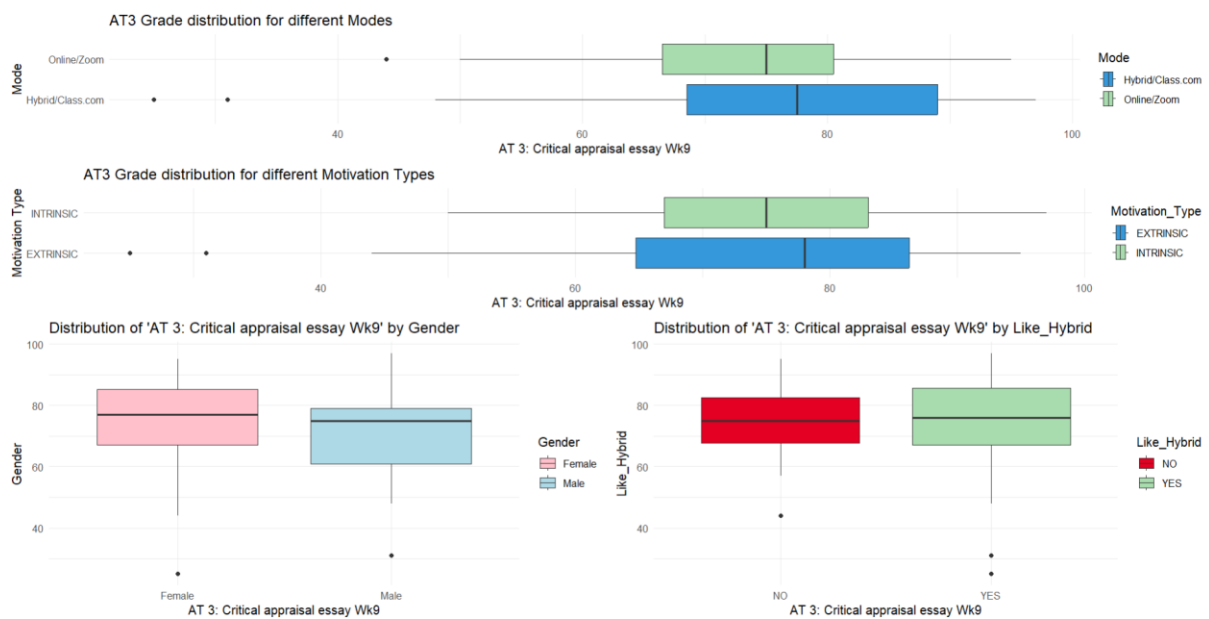 AT3 Grade distribution for different Modes
Mode
Online/Zoom
Hybrid/Class.com
40
60
80
100
AT 3: Critical appraisal essay Wk9
Mode
Hybrid/Class.com
Online/Zoom
AT3 Grade distribution for different Motivation Types
Motivation Type
INTRINSIC
EXTRINSIC
40
60
80
100
AT 3: Critical appraisal essay Wk9
Motivation_Type
EXTRINSIC
INTRINSIC
Distribution of 'AT 3: Critical appraisal essay Wk9' by Gender
Gender
100
80
60
40
Female
Male
AT 3: Critical appraisal essay Wk9
Gender
Female
Male
Distribution of 'AT 3: Critical appraisal essay Wk9' by Like_Hybrid
Like_Hybrid
100
80
60
40
NO
YES
AT 3: Critical appraisal essay Wk9
Like_Hybrid
NO
YES